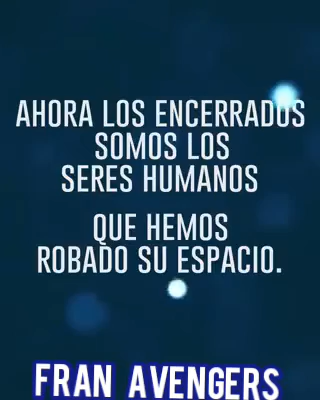 AHORA LOS ENCERRADOS
SOMOS LOS
SERES HUMANOS
QUE HEMOS
ROBADO SU ESPACIO.
FRAN AVENGERS